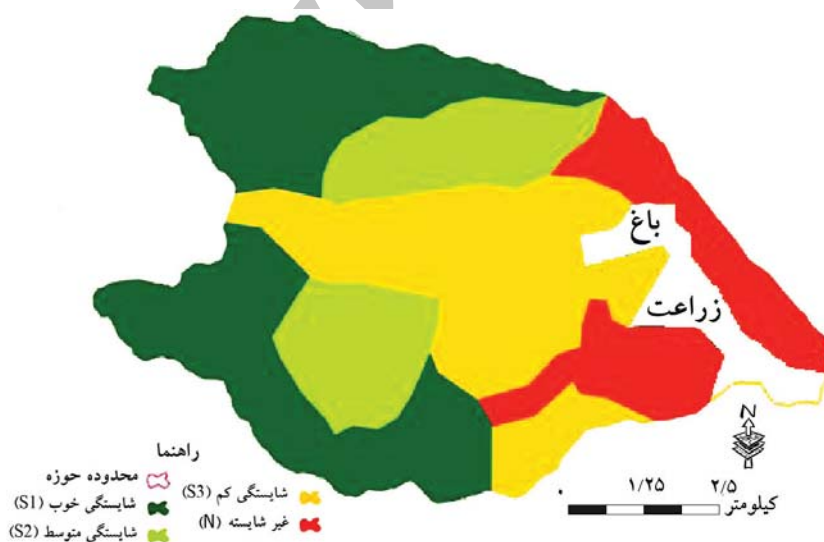 باغ
زراعت
N
راهنما
محدوده حوزه
شایستگی خوب (S1)
شایستگی متوسط (S2)
شایستگی کم (S3)
غیر شایسته (N)
۰ ۱/۲۵ ۲/۵
کیلومتر